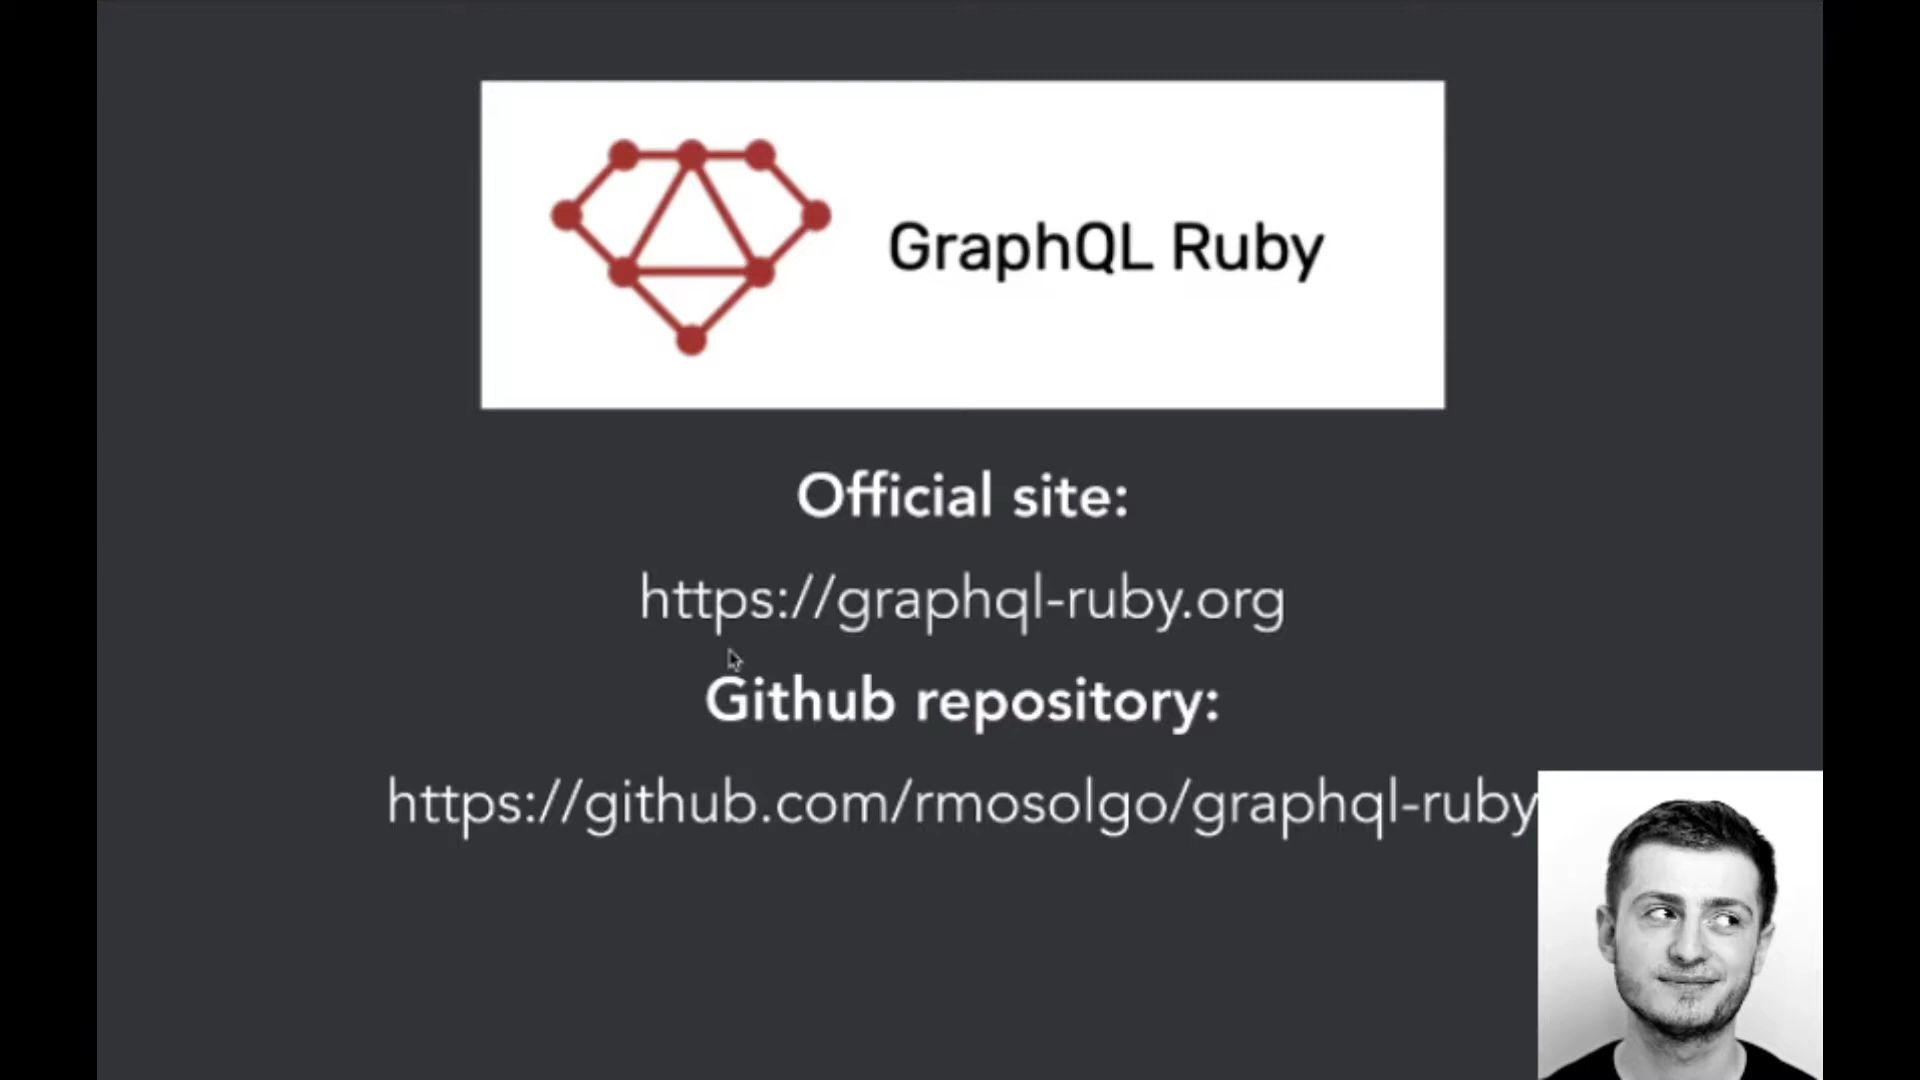 GraphQL Ruby
Official site:
https://graphql-ruby.org
Github repository:
https://github.com/rmosolgo/graphql-ruby